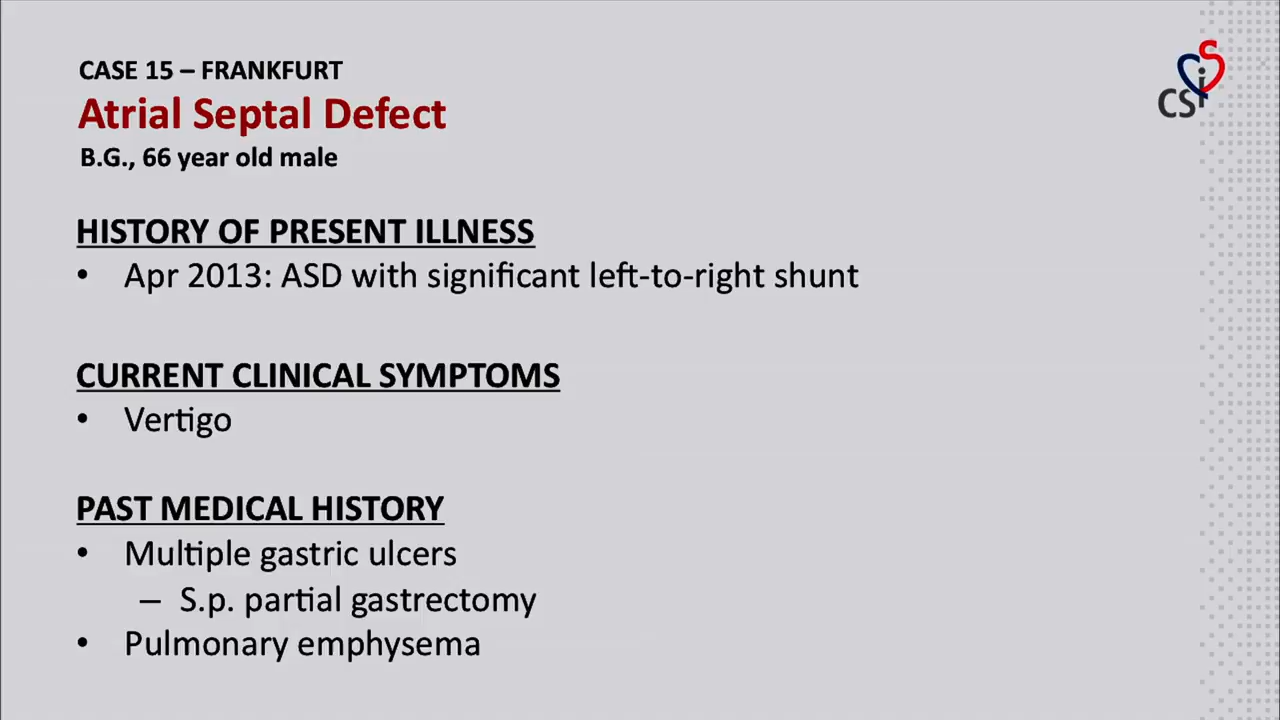 CASE 15 – FRANKFURT
Atrial Septal Defect
B.G., 66 year old male
CSi
HISTORY OF PRESENT ILLNESS
• Apr 2013: ASD with significant left-to-right shunt
CURRENT CLINICAL SYMPTOMS
• Vertigo
PAST MEDICAL HISTORY
• Multiple gastric ulcers
– S.p. partial gastrectomy
• Pulmonary emphysema